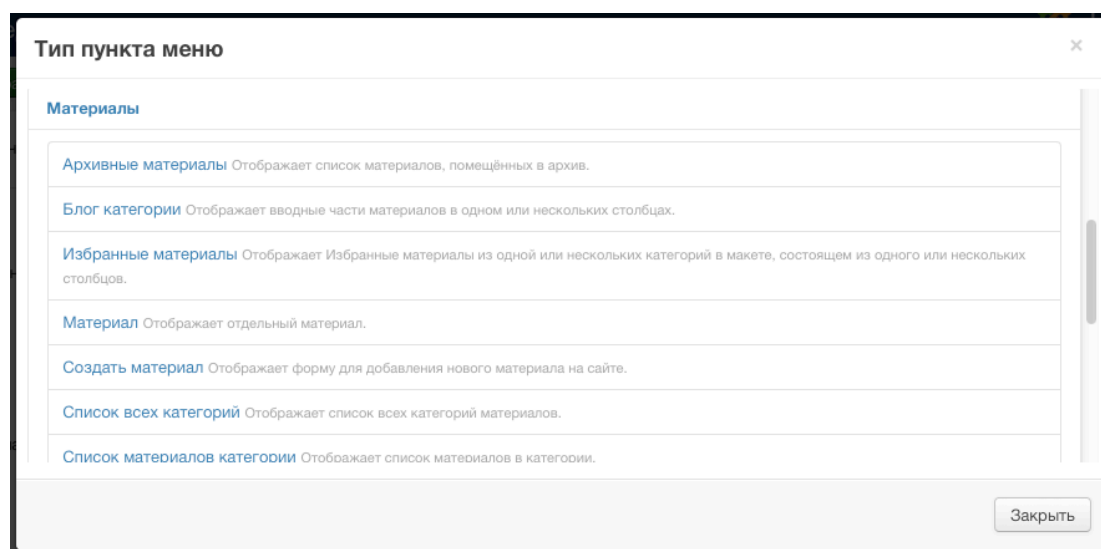 Тип пункта меню
×
Материалы
Архивные материалы Отображает список материалов, помещённых в архив.
Блог категории Отображает вводные части материалов в одном или нескольких столбцах.
Избранные материалы Отображает Избранные материалы из одной или нескольких категорий в макете, состоящем из одного или нескольких
столбцов.
Материал Отображает отдельный материал.
Создать материал Отображает форму для добавления нового материала на сайте.
Список всех категорий Отображает список всех категорий материалов.
Список материалов категории Отображает список материалов в категории.
Закрыть